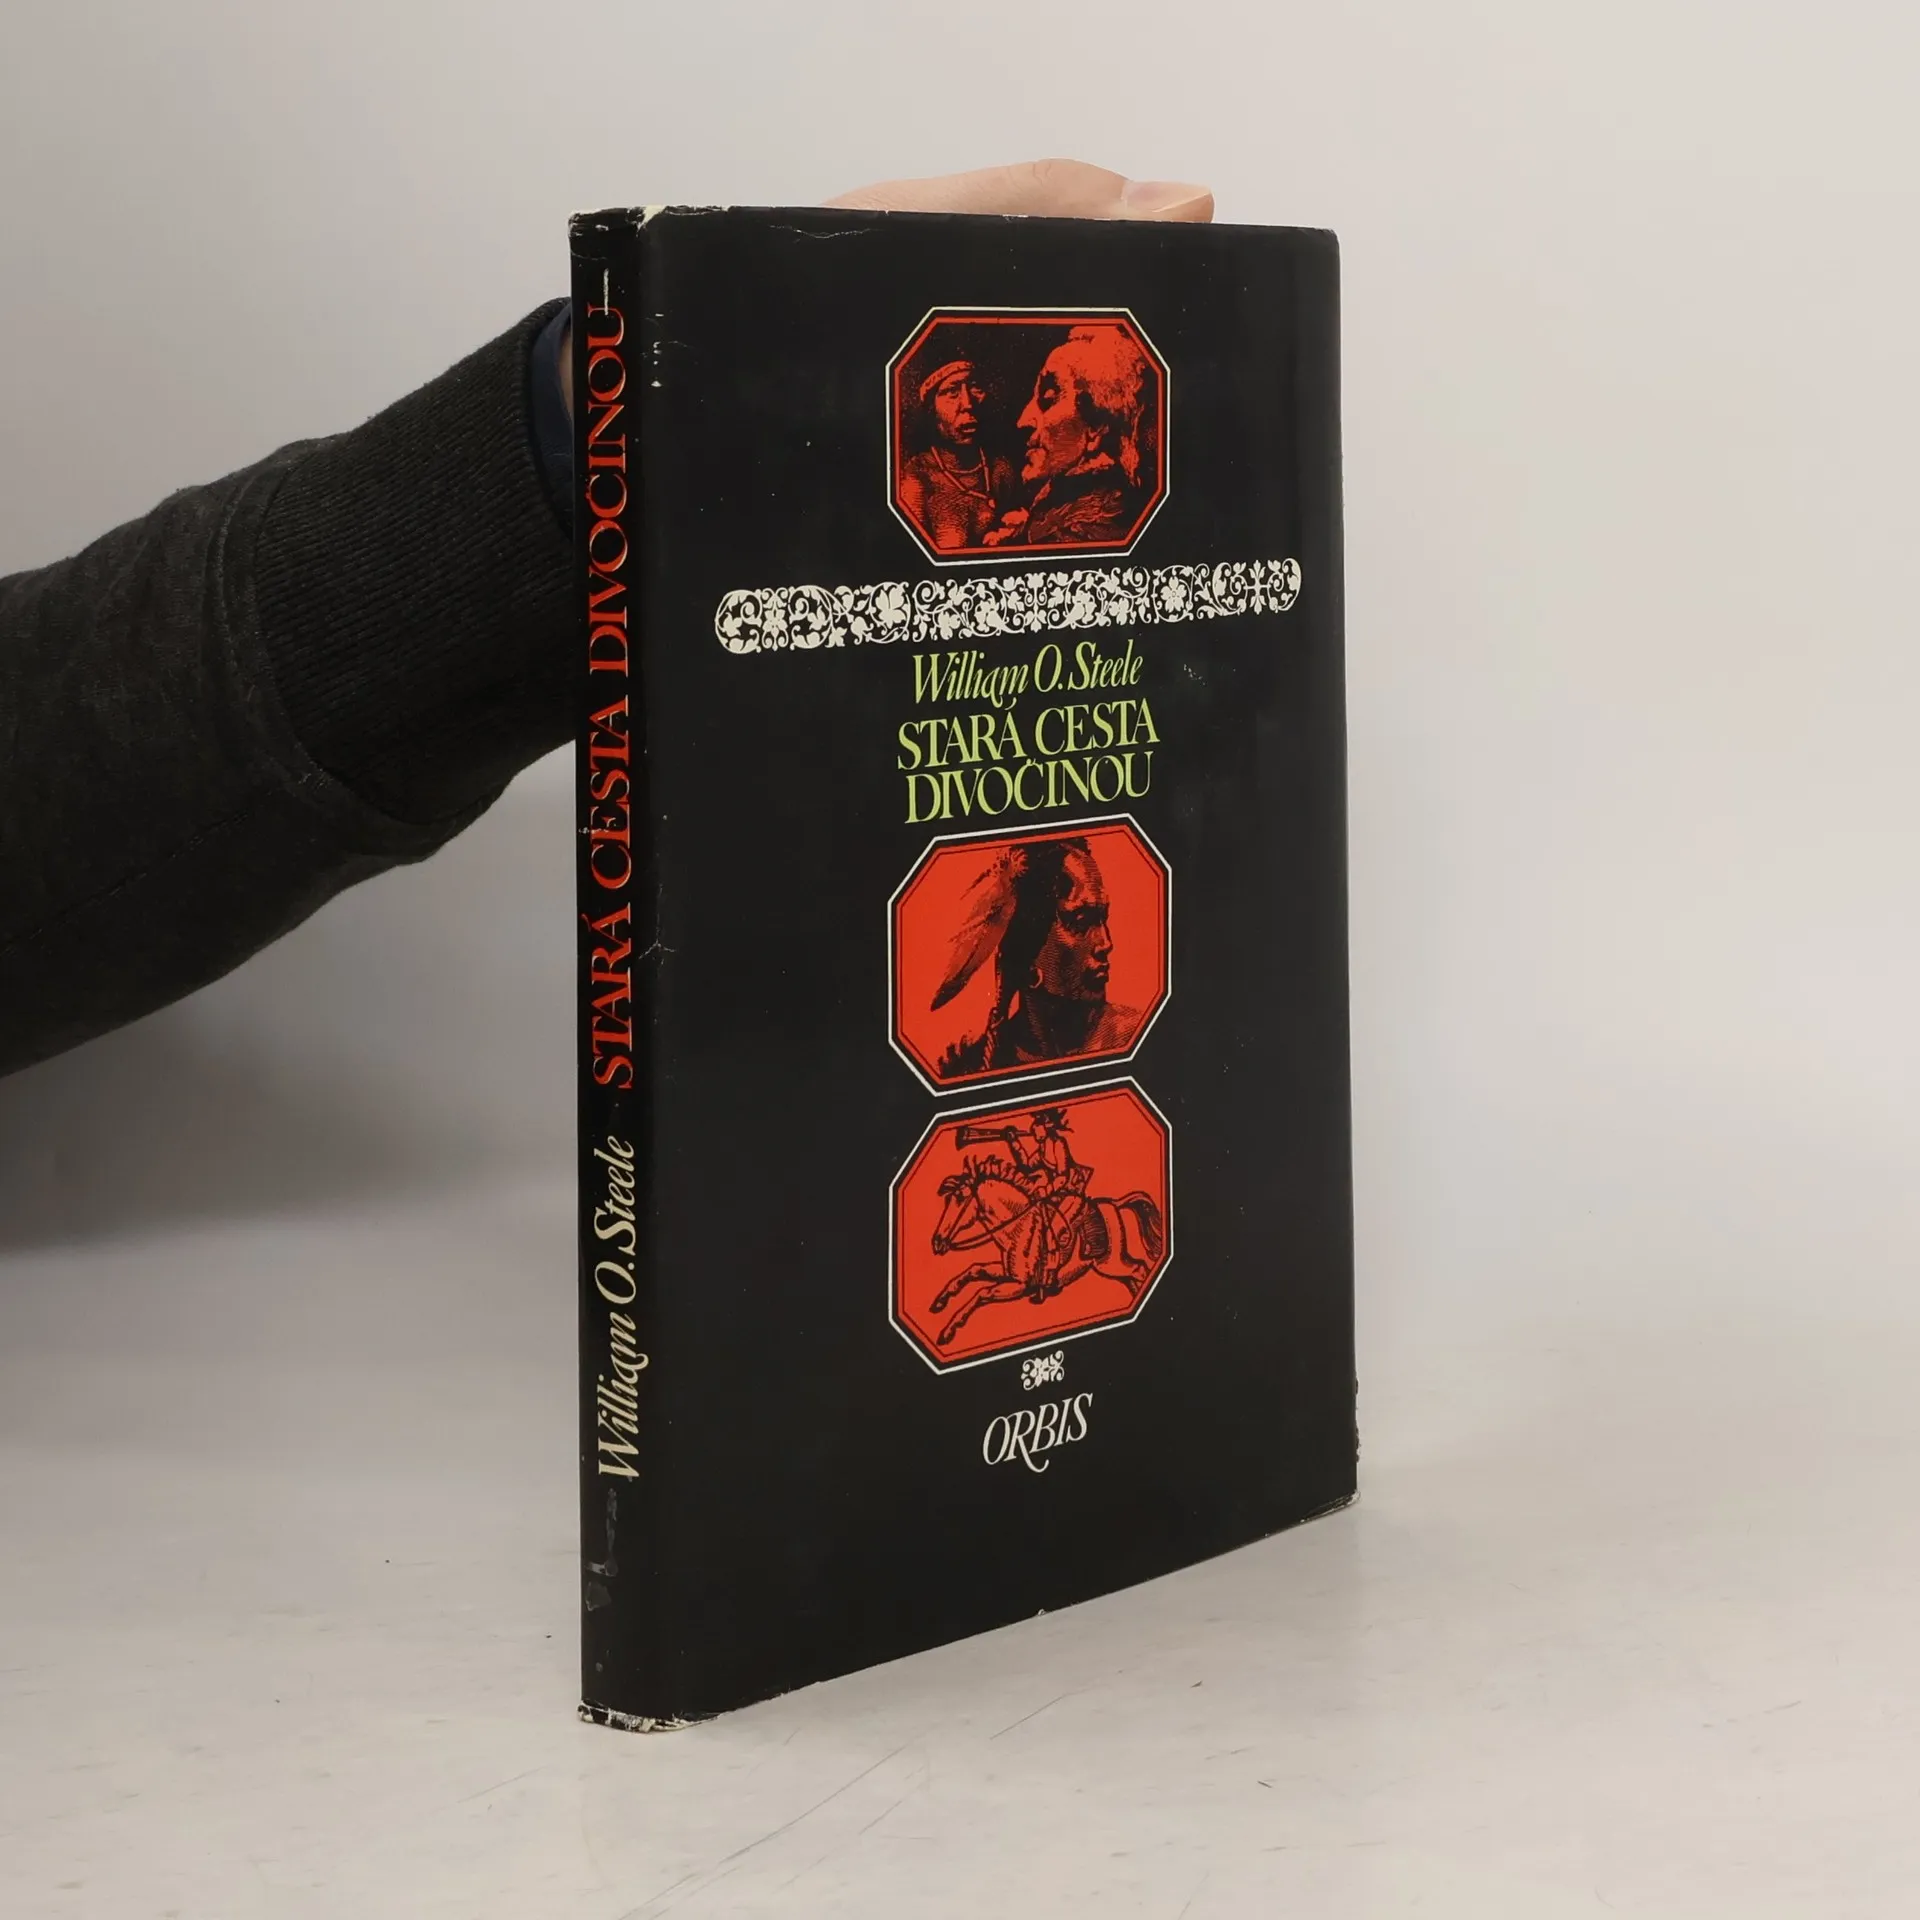 William O. Steele STARÁ CESTA DIVOČINOU
William O. Steele
STARÁ CESTA
DIVOČINOU
ORBIS